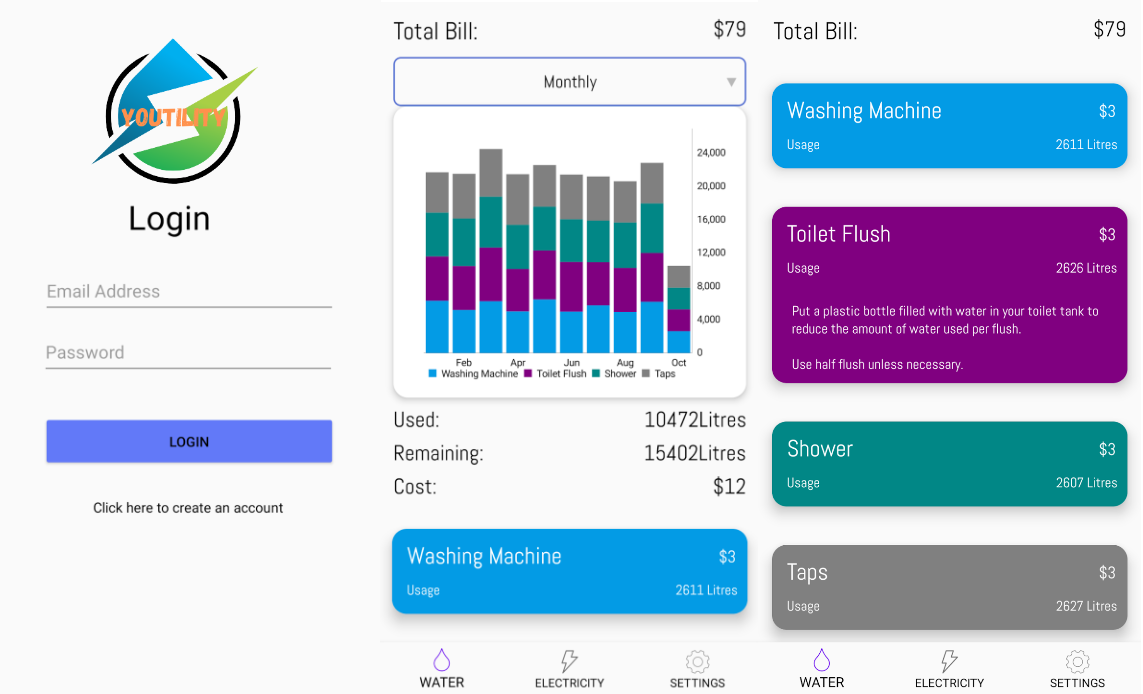 YOUTILITY
Login
Email Address
Password
LOGIN
Click here to create an account
Total Bill: $79
Monthly
24,000
20,000
16,000
12,000
8,000
4,000
0
Feb Apr Jun Aug Oct
Washing Machine Toilet Flush Shower Taps
Used: 10472Litres
Remaining: 15402Litres
Cost: $12
Washing Machine $3
Usage 2611 Litres
WATER ELECTRICITY SETTINGS
Total Bill: $79
Washing Machine $3
Usage 2611 Litres
Toilet Flush $3
Usage 2626 Litres
Put a plastic bottle filled with water in your toilet tank to
reduce the amount of water used per flush.
Use half flush unless necessary.
Shower $3
Usage 2607 Litres
Taps $3
Usage 2627 Litres
WATER ELECTRICITY SETTINGS